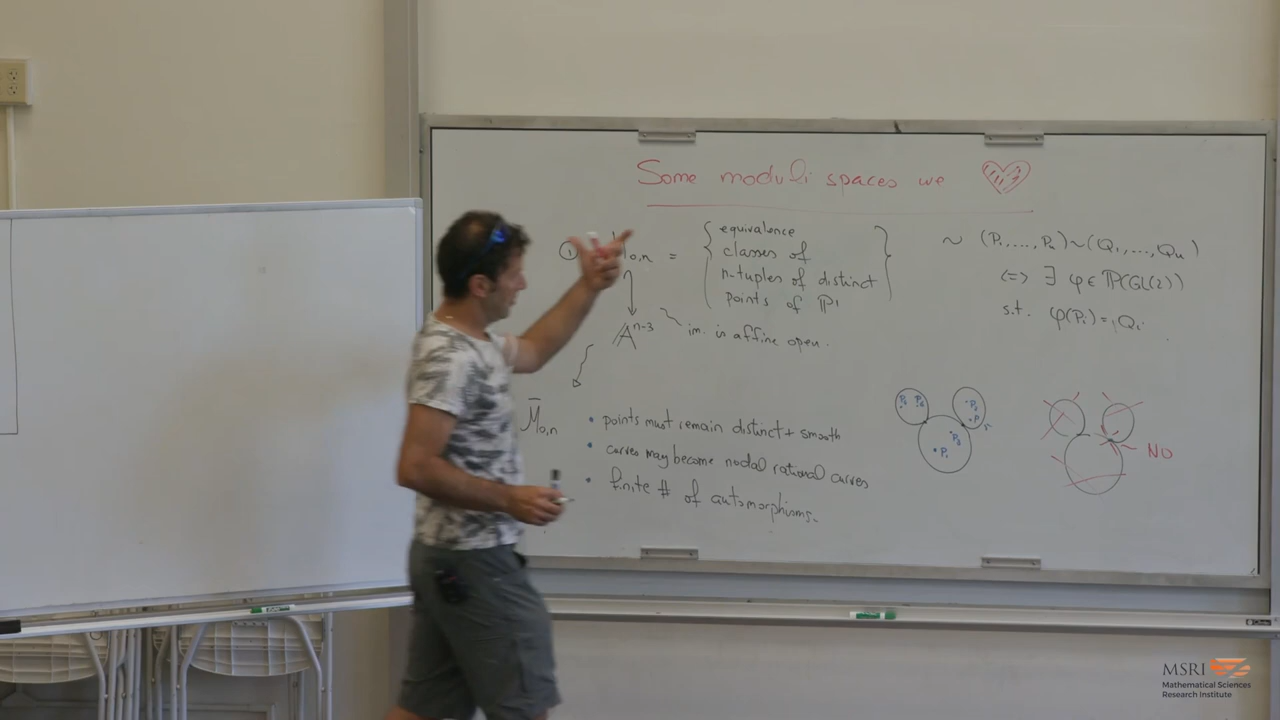 Some moduli spaces we
① M0,n = { equivalence classes of n-tuples of distinct points of P¹ }
∼ (P1,...,Pn)∼(Q1,...,Qn)
<=> ∃ φ∈P(GL(2))
s.t. φ(Pi)=Qi
A^n-3 im. is affine open.
M̄0,n
• points must remain distinct + smooth
• curves may become nodal rational curves
• finite # of automorphisms.
NO
MSRI
Mathematical Sciences
Research Institute